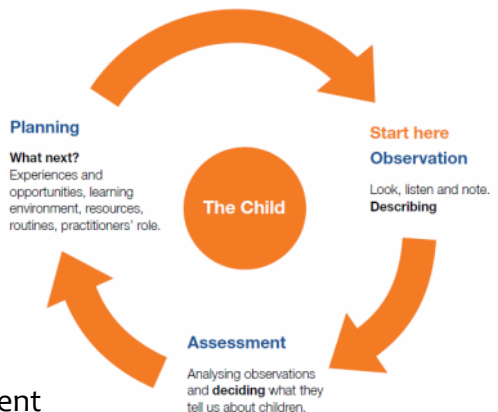 Planning
What next?
Experiences and
opportunities, learning
environment, resources,
routines, practitioners' role.
The Child
Start here
Observation
Look, listen and note.
Describing
Assessment
Analysing observations
and deciding what they
tell us about children.
ent